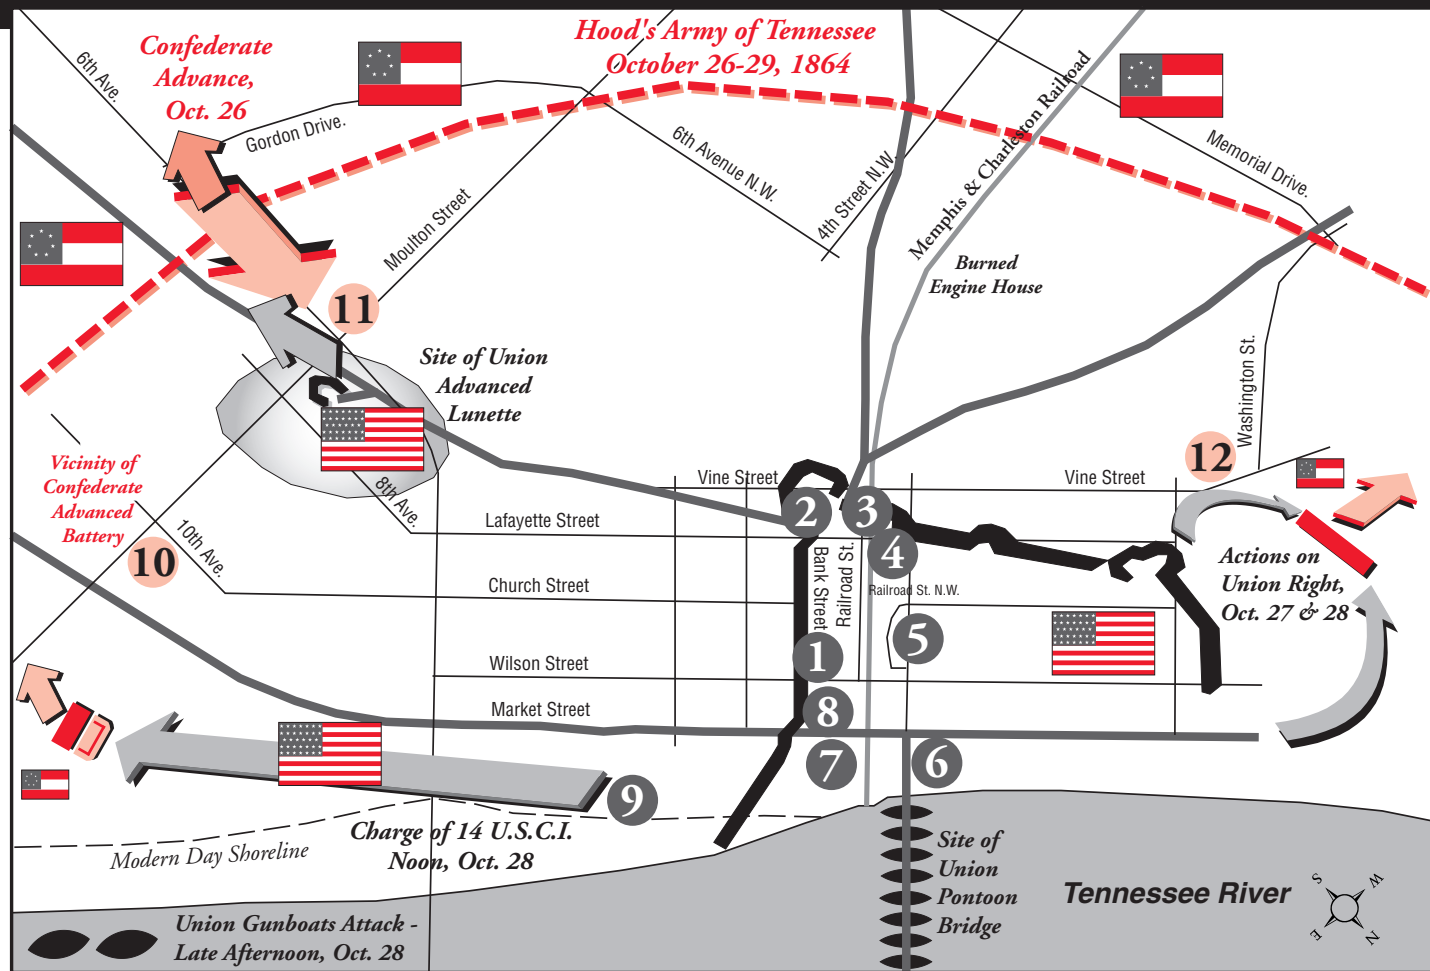 Hood's Army of Tennessee
October 26-29, 1864
Confederate
Advance,
Oct. 26
6th Ave.
Gordon Drive.
Moulton Street
6th Avenue N.W.
4th Street N.W.
Memphis & Charleston Railroad
Memorial Drive.
Burned
Engine House
11
Site of Union
Advanced
Lunette
Washington St.
Vicinity of
Confederate
Advanced
Battery
10
10th Ave.
8th Ave.
Vine Street
Vine Street
12
Lafayette Street
2
3
4
Bank Street
Railroad St.
Railroad St. N.W.
Actions on
Union Right,
Oct. 27 & 28
Church Street
5
Wilson Street
1
Market Street
8
7
6
9
Charge of 14 U.S.C.I.
Noon, Oct. 28
Modern Day Shoreline
Site of
Union
Pontoon
Bridge
Tennessee River
S
W
E
N
Union Gunboats Attack -
Late Afternoon, Oct. 28